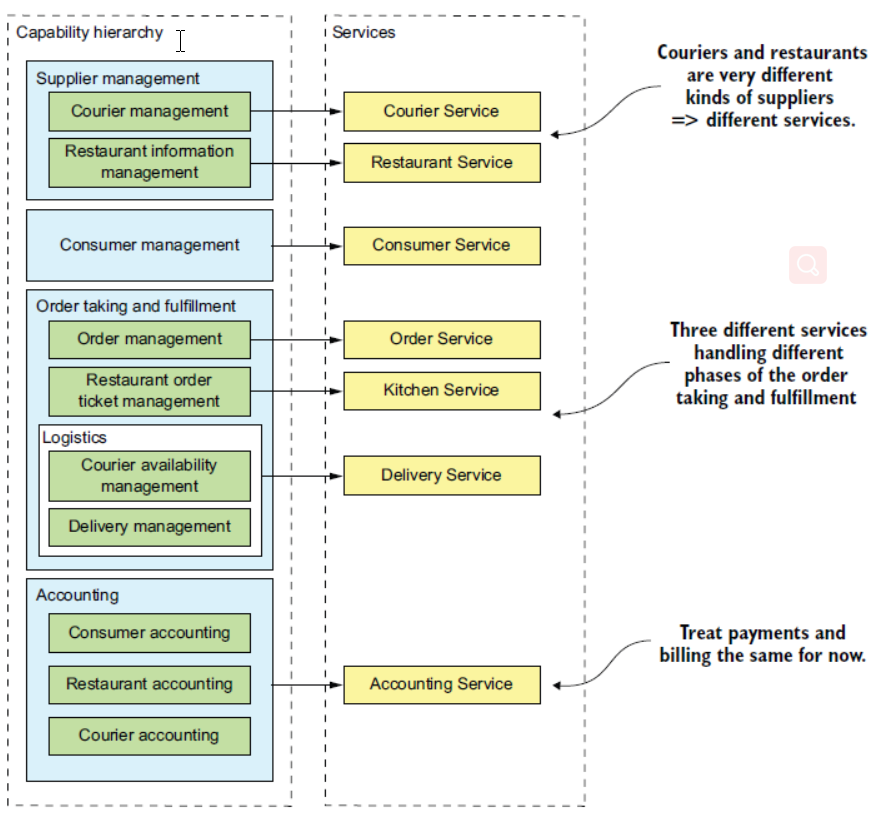 Capability hierarchy
Services
Supplier management
Courier management
Courier Service
Restaurant information
management
Restaurant Service
Couriers and restaurants
are very different
kinds of suppliers
=> different services.
Consumer management
Consumer Service
Order taking and fulfillment
Order management
Order Service
Restaurant order
ticket management
Kitchen Service
Three different services
handling different
phases of the order
taking and fulfillment
Logistics
Courier availability
management
Delivery management
Delivery Service
Accounting
Consumer accounting
Restaurant accounting
Courier accounting
Accounting Service
Treat payments and
billing the same for now.